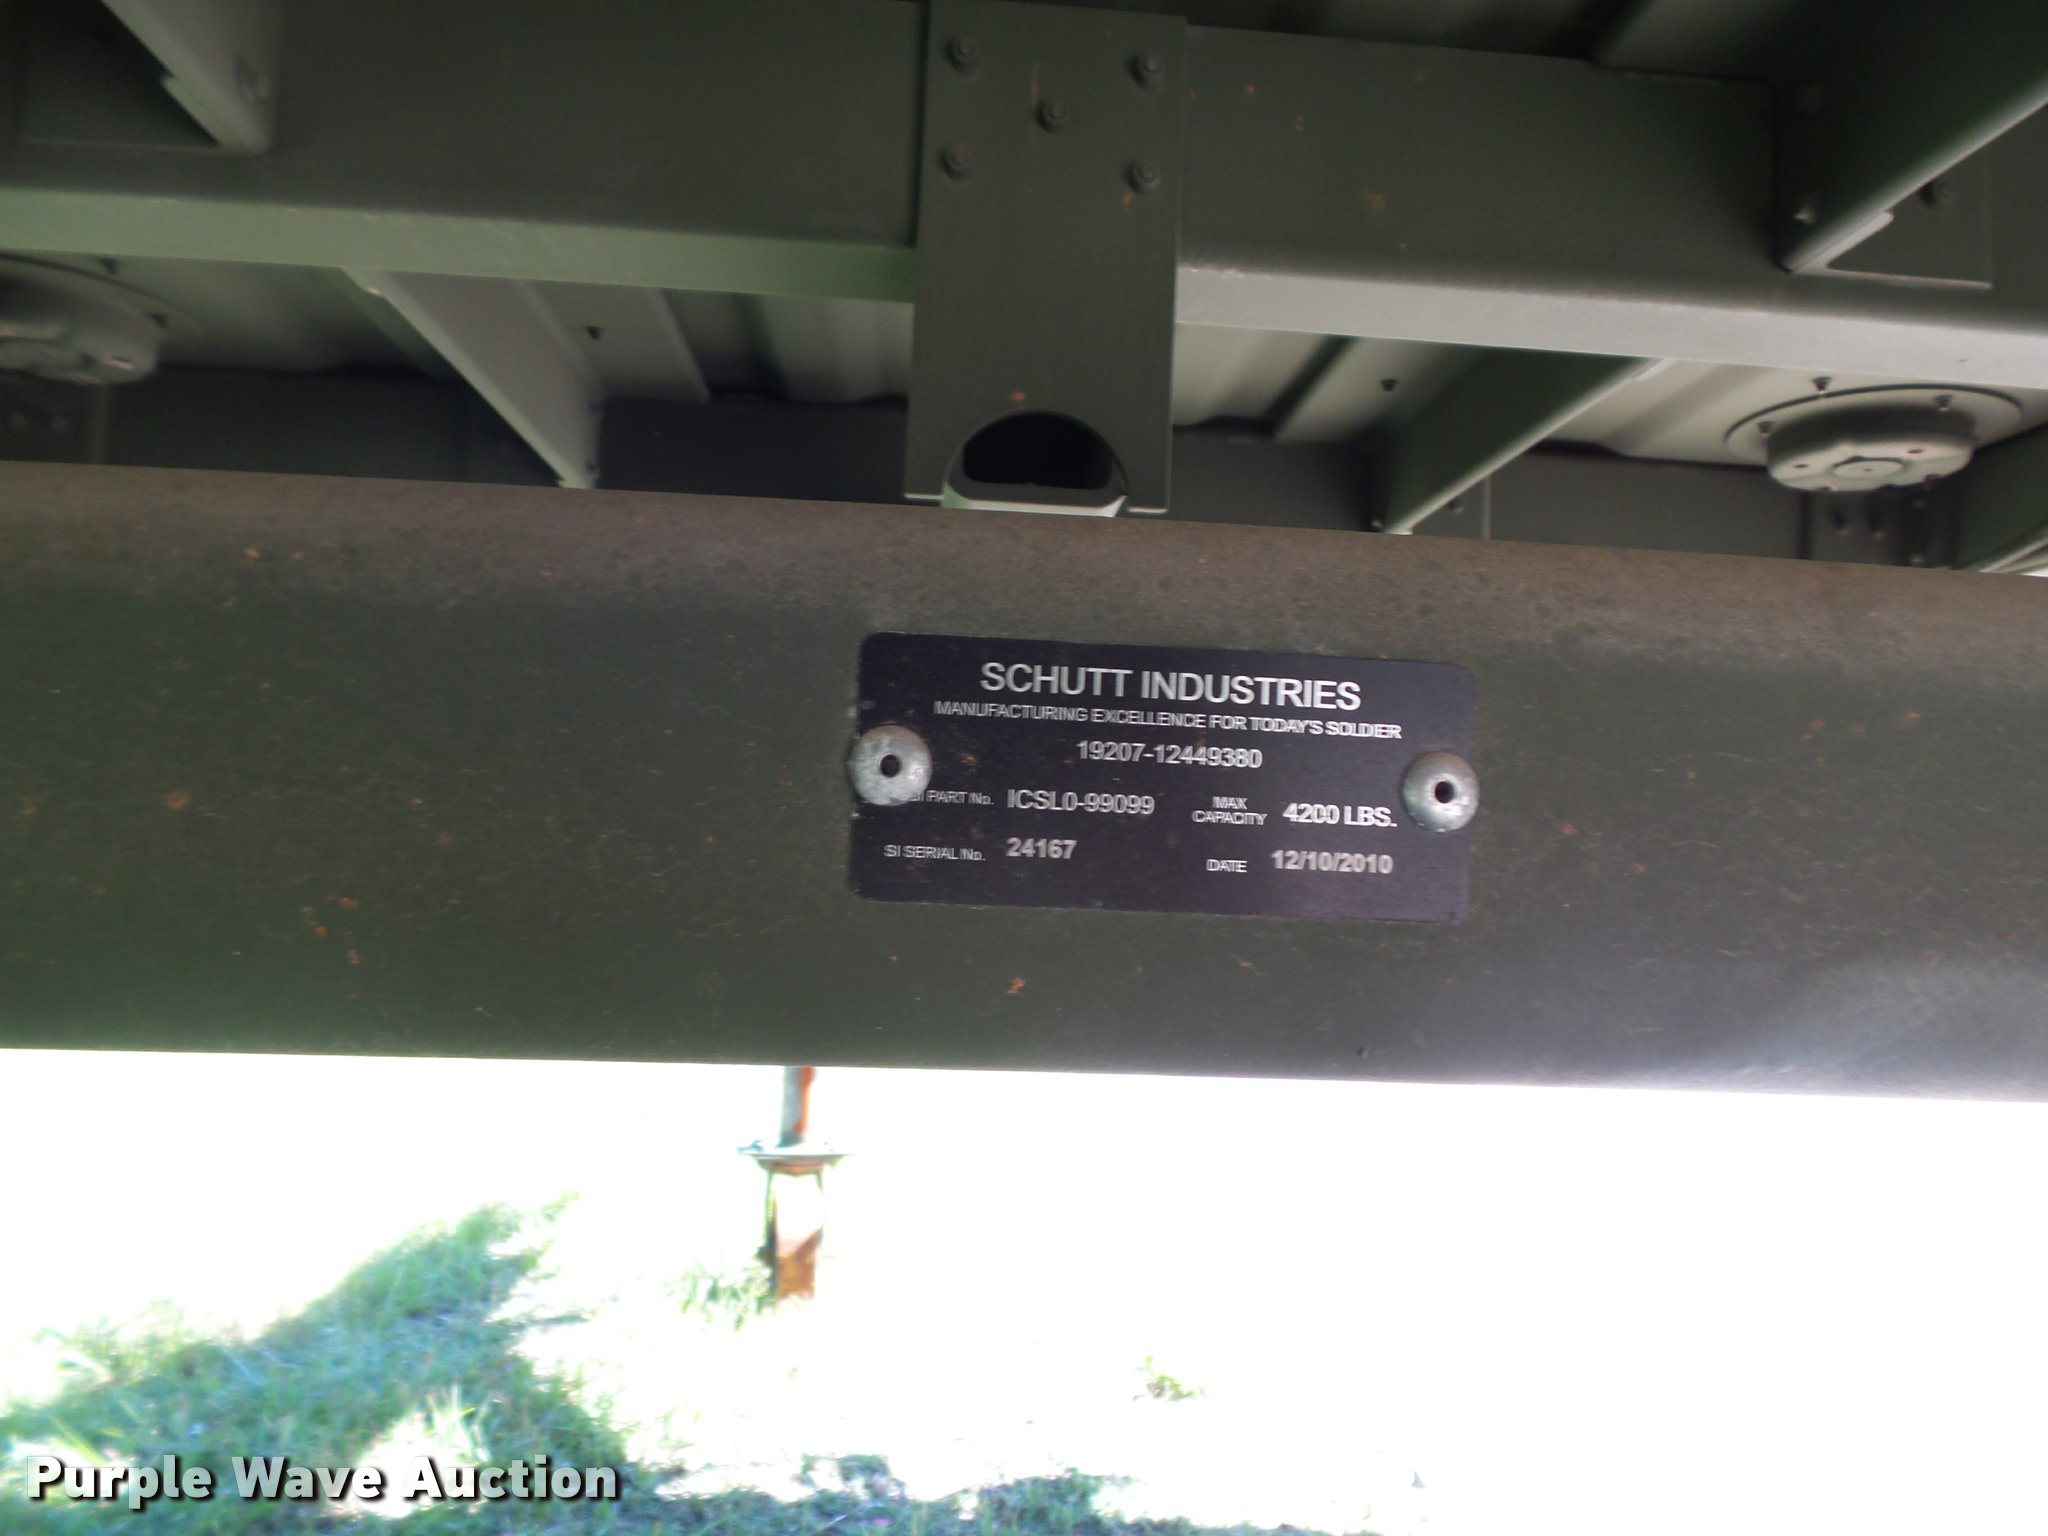 SCHUTT INDUSTRIES
MANUFACTURING EXCELLENCE FOR TODAY'S SOLDIER
19207-12449380
SI PART No. ICSL0-99099 MAX CAPACITY 4200 LBS.
SI SERIAL No. 24167 DATE 12/10/2010
Purple Wave Auction